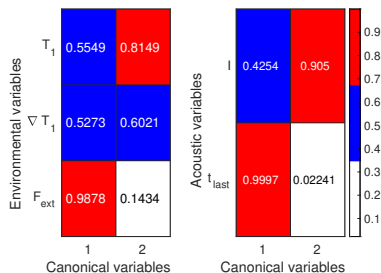 Environmental variables
T1 0.5549 0.8149
∇ T1 0.5273 0.6021
Fext 0.9878 0.1434
1 2
Canonical variables
Acoustic variables
I 0.4254 0.905
tlast 0.9997 0.02241
1 2
Canonical variables
0.9
0.8
0.7
0.6
0.5
0.4
0.3
0.2
0.1